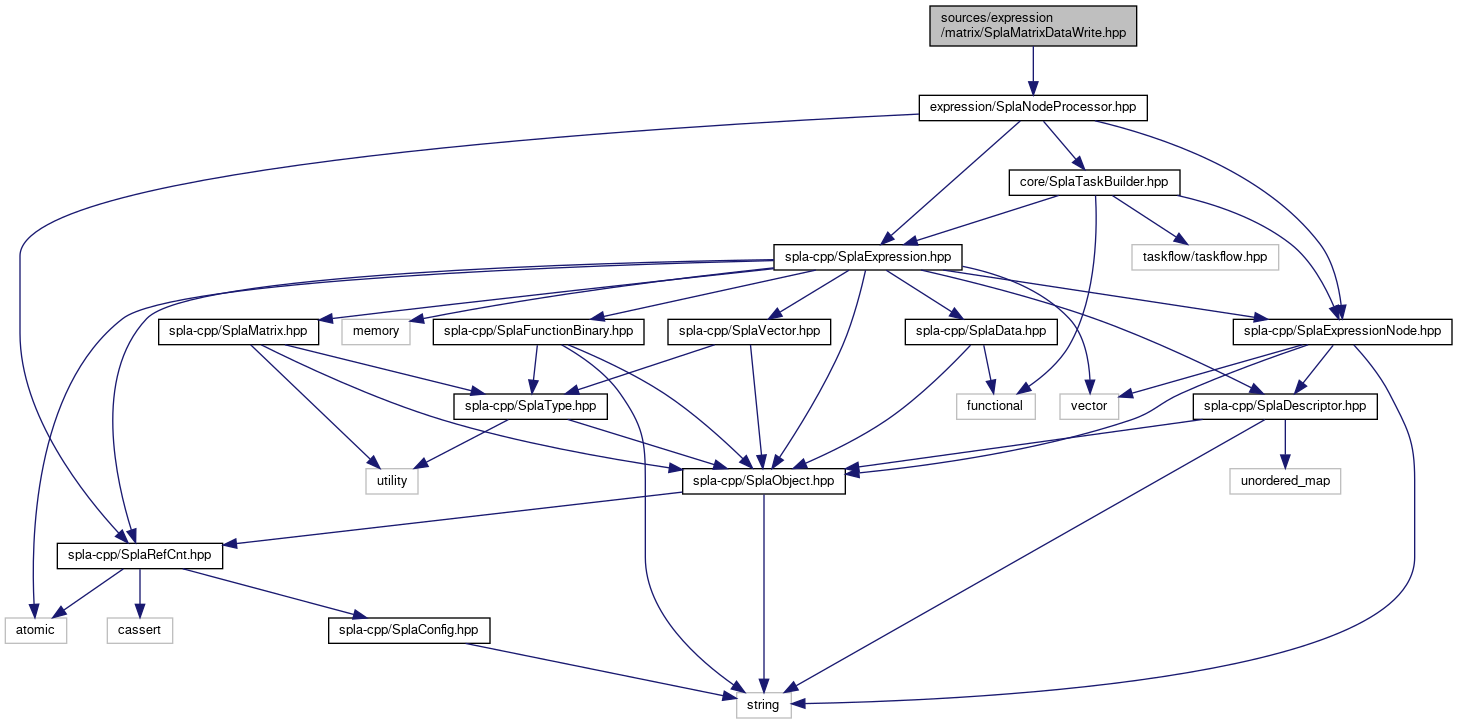 sources/expression
/matrix/SplaMatrixDataWrite.hpp
expression/SplaNodeProcessor.hpp
core/SplaTaskBuilder.hpp
spla-cpp/SplaExpression.hpp
taskflow/taskflow.hpp
spla-cpp/SplaMatrix.hpp
memory
spla-cpp/SplaFunctionBinary.hpp
spla-cpp/SplaVector.hpp
spla-cpp/SplaData.hpp
spla-cpp/SplaExpressionNode.hpp
spla-cpp/SplaType.hpp
functional
vector
spla-cpp/SplaDescriptor.hpp
utility
spla-cpp/SplaObject.hpp
unordered_map
spla-cpp/SplaRefCnt.hpp
atomic
cassert
spla-cpp/SplaConfig.hpp
string